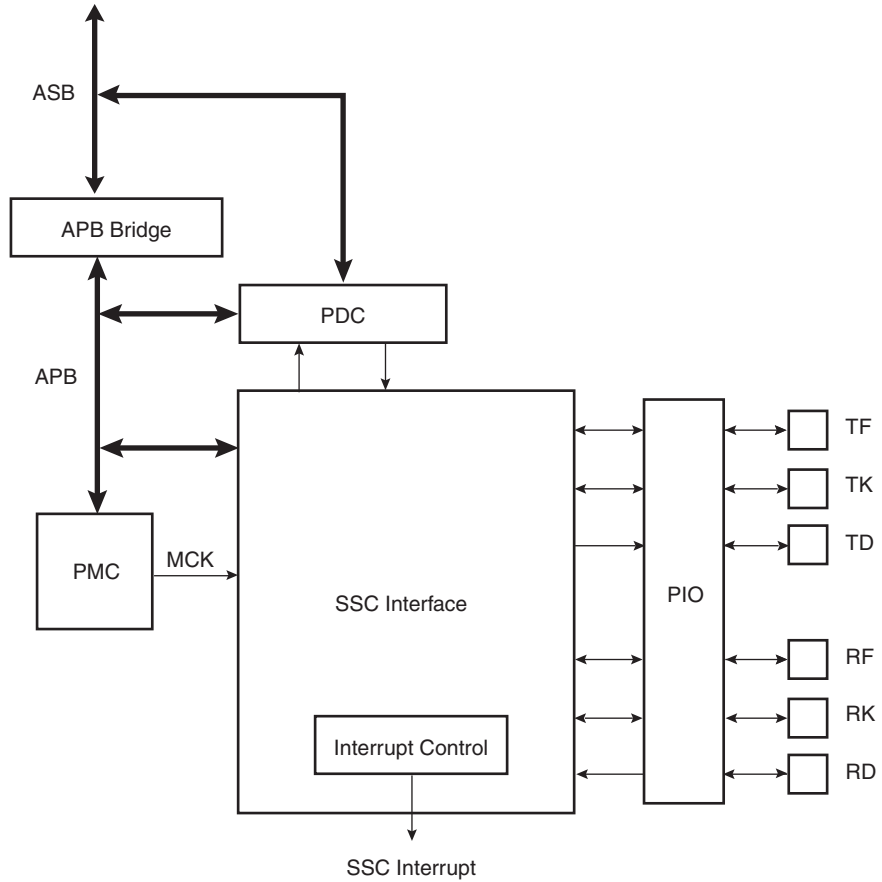 ASB
APB Bridge
PDC
APB
TF
TK
PMC
MCK
TD
SSC Interface
PIO
RF
RK
Interrupt Control
RD
SSC Interrupt